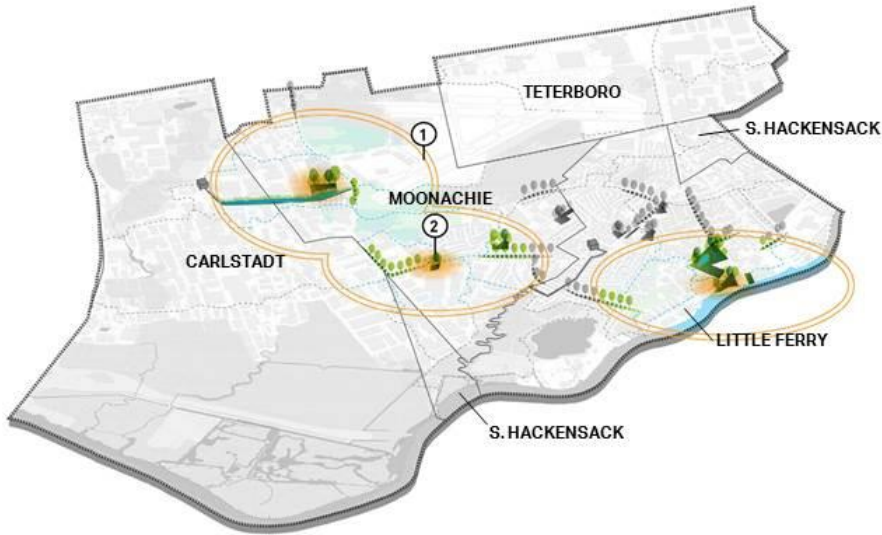 TETERBORO
S. HACKENSACK
1
MOONACHIE
2
CARLSTADT
LITTLE FERRY
S. HACKENSACK